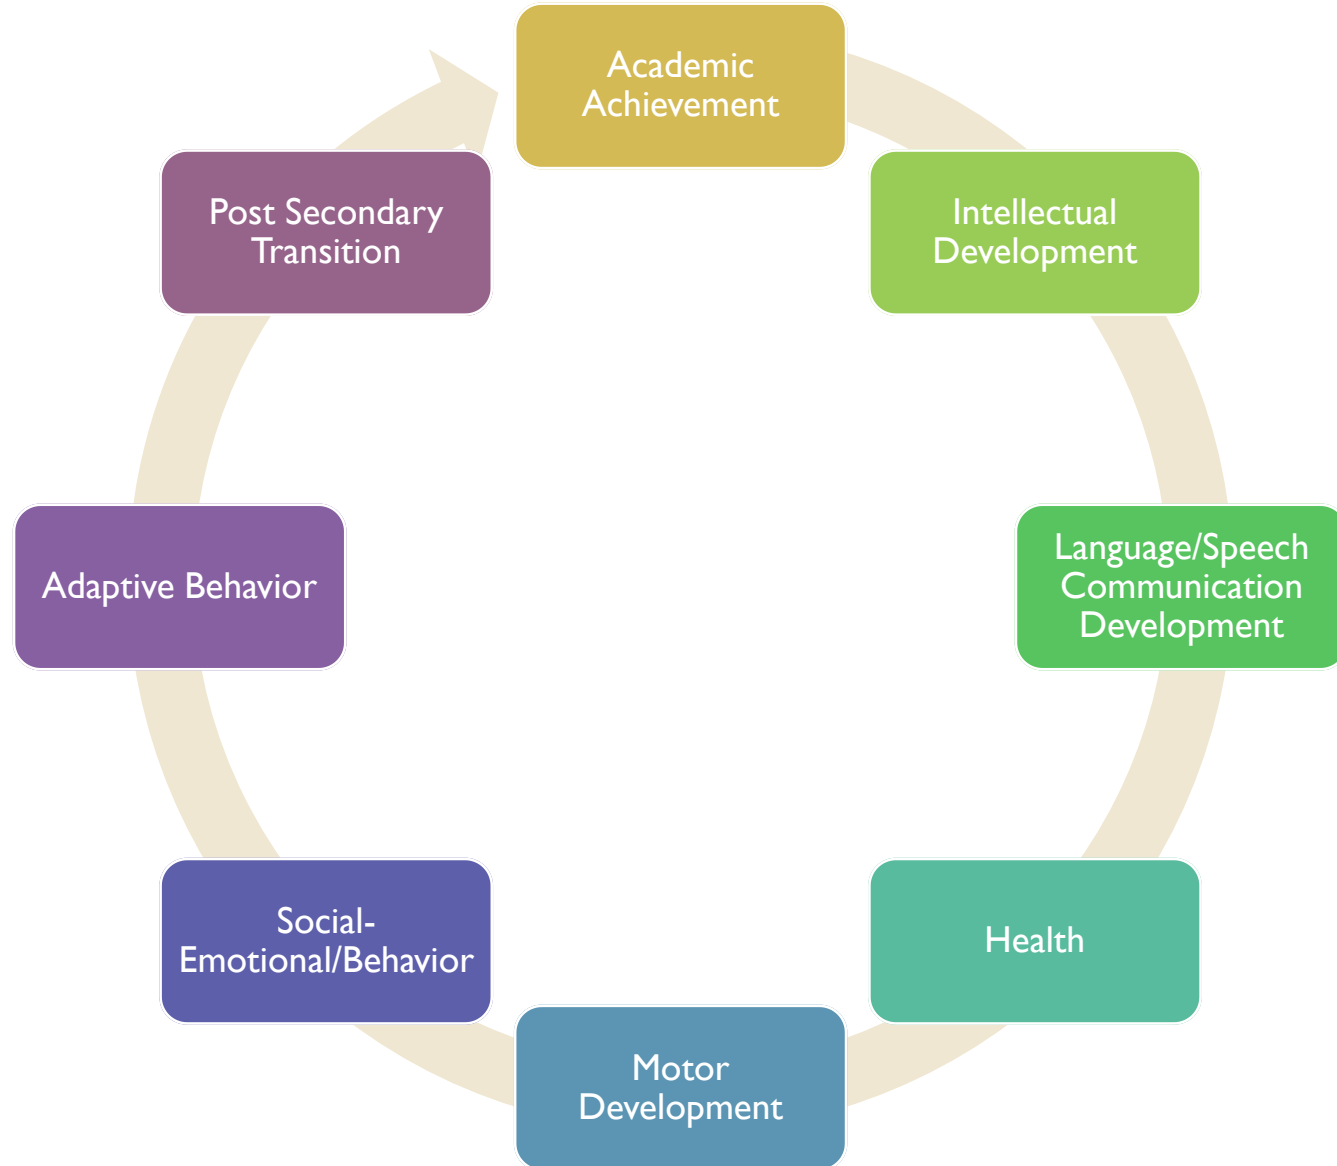 Academic
Achievement
Intellectual
Development
Language/Speech
Communication
Development
Health
Motor
Development
Social-
Emotional/Behavior
Adaptive Behavior
Post Secondary
Transition